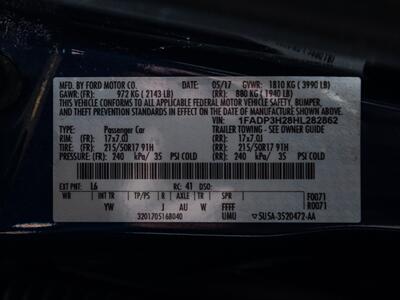 MFD. BY FORD MOTOR CO. DATE: 05/17 GVWR: 1810 KG ( 3990 LB)
GAWR:(FR): 972 KG ( 2143 LB) (RR): 880 KG ( 1940 LB)
THIS VEHICLE CONFORMS TO ALL APPLICABLE SAFETY, BUMPER,
AND THEFT PREVENTION STANDARDS IN EFFECT ON THE DATE OF
MANUFACTURE SHOWN ABOVE.
VIN: 1FADP3H28HL282862
TYPE: Passenger Car TRAILER TOWING - SEE OWNER GUIDE
RIM: (FR) 17x7.0J (RR): 17x7.0J
TIRE: (FR) 215/50R17 91H (RR): 215/50R17 91H
PRESSURE:(FR) 240 kPa/ 35 PSI COLD (RR): 240 kPa/ 35 PSI COLD
EXT PNT: L6 RC: 41 DSO:
WB INT TR TP/PS R AXLE TR SPR F0071
YW J AU W FFFF R0071
3201705168040 UMU SU5A-3520472-AA